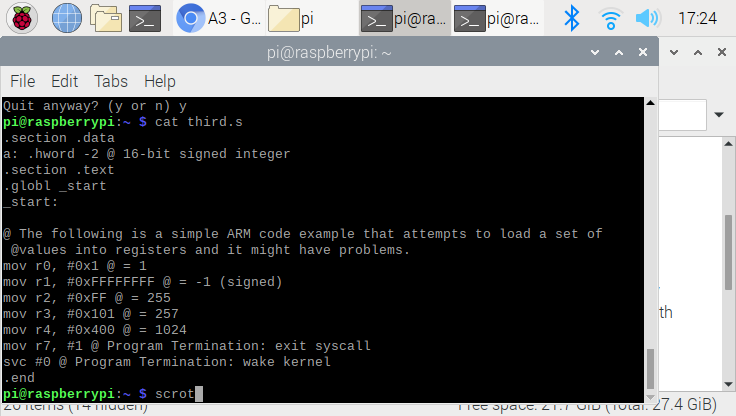 A3 - G...
pi
pi@ra...
pi@ra...
17:24
pi@raspberrypi: ~
File Edit Tabs Help
Quit anyway? (y or n) y
pi@raspberrypi:~ $ cat third.s
.section .data
a: .hword -2 @ 16-bit signed integer
.section .text
.globl _start
_start:
@ The following is a simple ARM code example that attempts to load a set of
@values into registers and it might have problems.
mov r0, #0x1 @ = 1
mov r1, #0xFFFFFFFF @ = -1 (signed)
mov r2, #0xFF @ = 255
mov r3, #0x101 @ = 257
mov r4, #0x400 @ = 1024
mov r7, #1 @ Program Termination: exit syscall
svc #0 @ Program Termination: wake kernel
.end
pi@raspberrypi:~ $ scrot
th
26 items (14 hidden) Free space: 21.7 GiB (Total: 27.4 GiB)